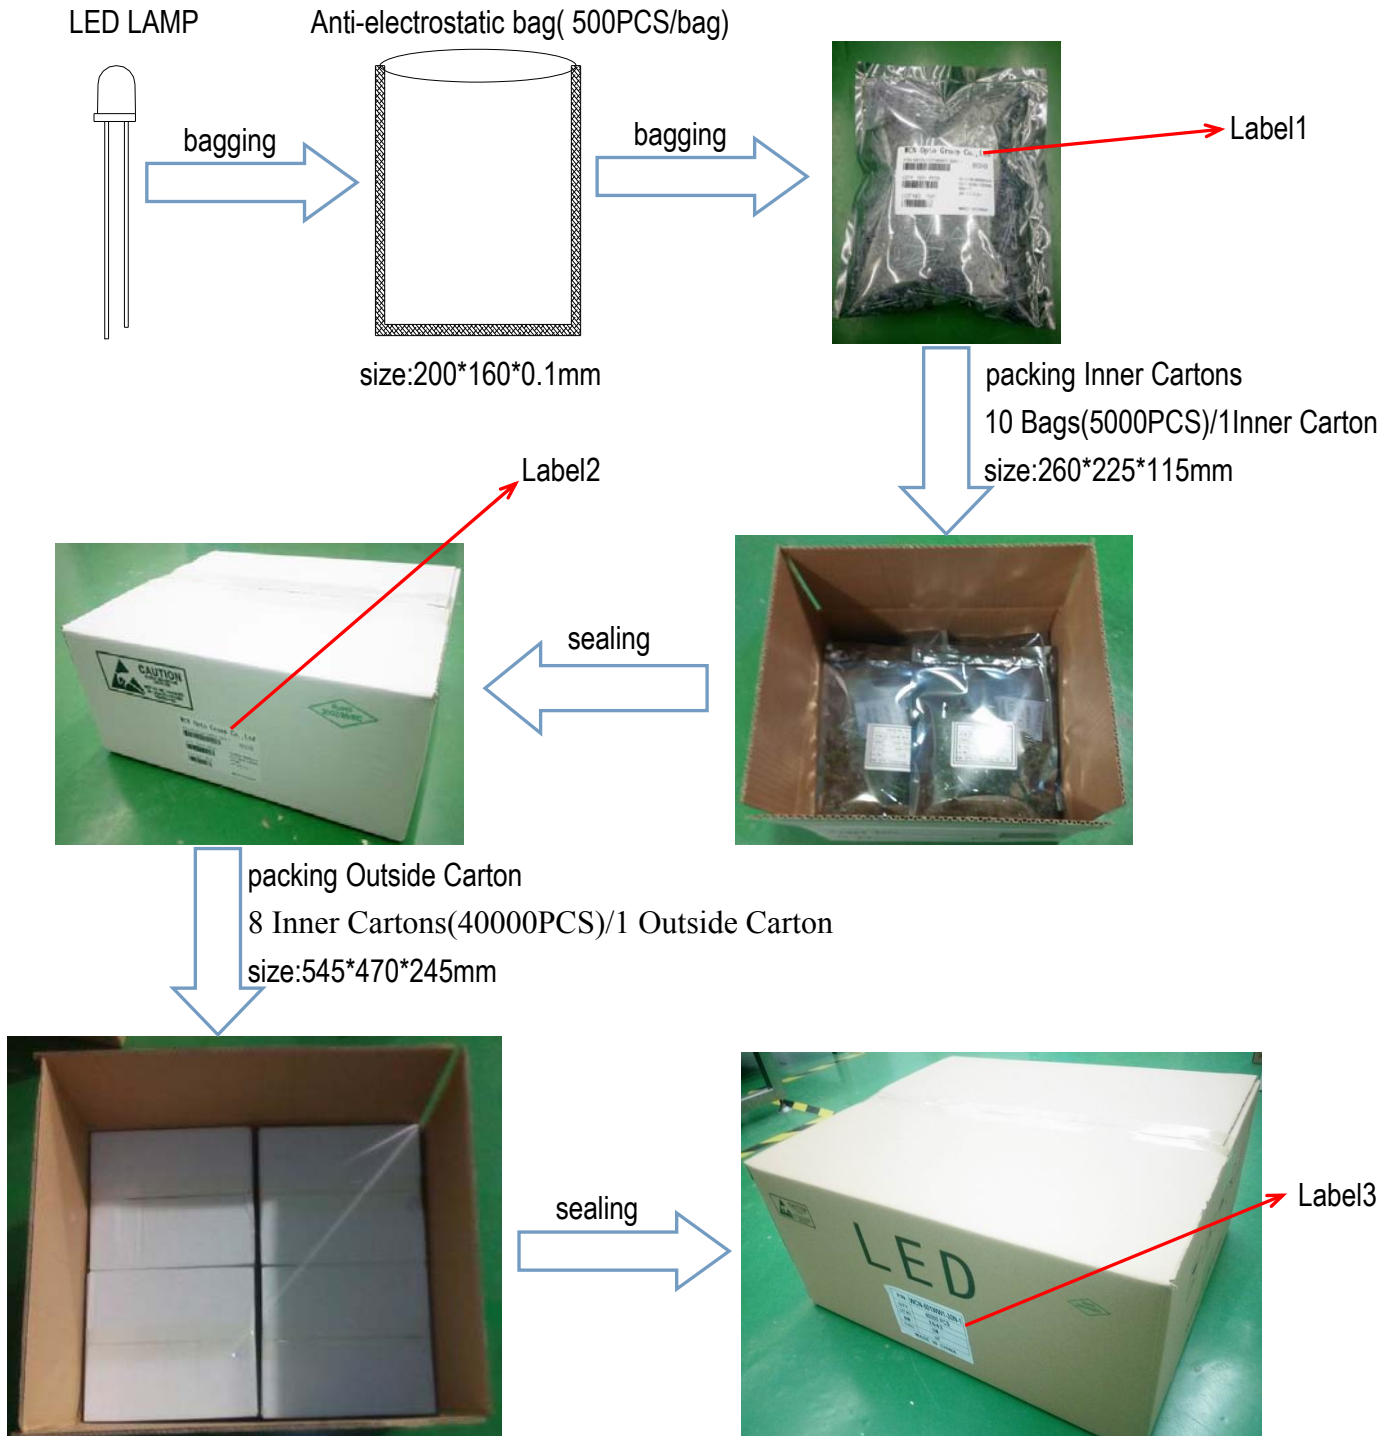 LED LAMP
Anti-electrostatic bag( 500PCS/bag)
bagging
bagging
Label1
size:200*160*0.1mm
packing Inner Cartons
10 Bags(5000PCS)/1Inner Carton
size:260*225*115mm
Label2
sealing
CAUTION
packing Outside Carton
8 Inner Cartons(40000PCS)/1 Outside Carton
size:545*470*245mm
sealing
Label3
LED